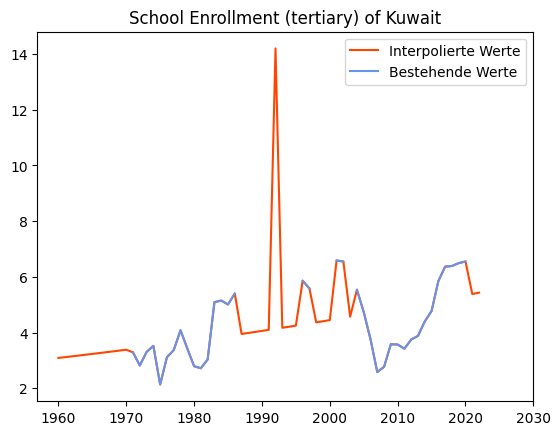 School Enrollment (tertiary) of Kuwait
Interpolierte Werte
Bestehende Werte
14
12
10
8
6
4
2
1960 1970 1980 1990 2000 2010 2020 2030